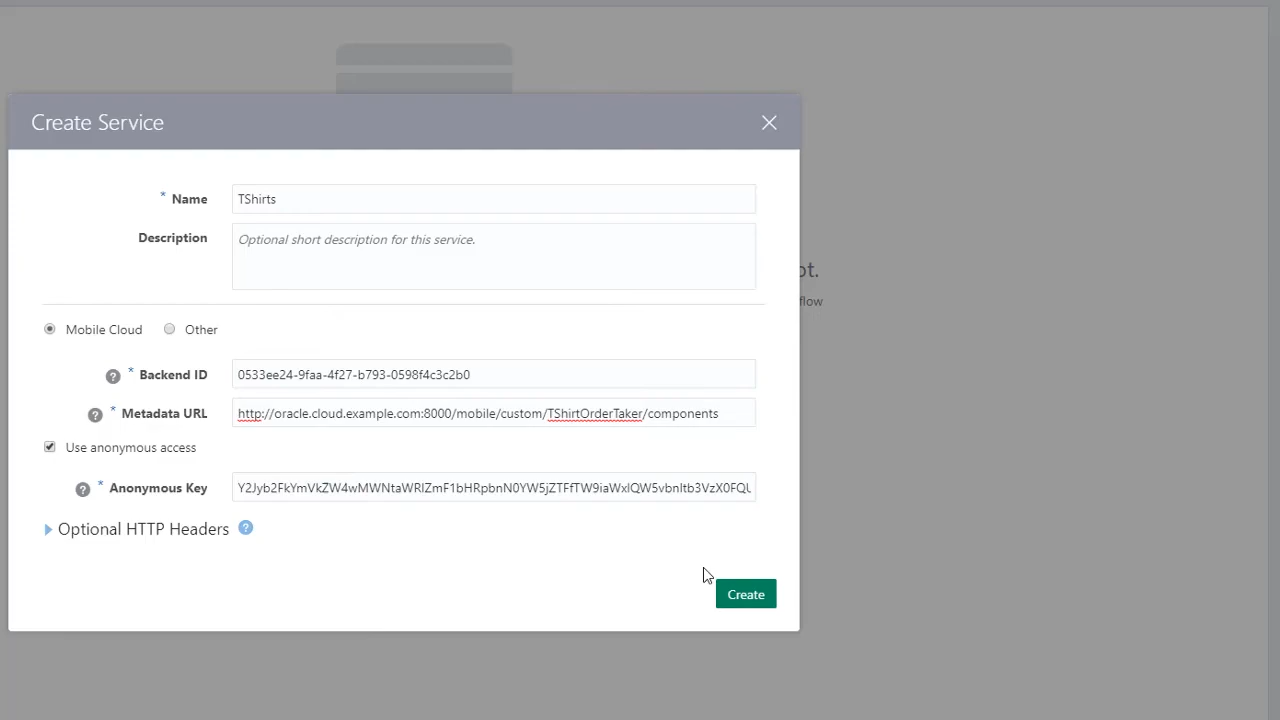 Create Service
* Name TShirts
Description Optional short description for this service.
ot.
flow
Mobile Cloud Other
? * Backend ID 0533ee24-9faa-4f27-b793-0598f4c3c2b0
? * Metadata URL http://oracle.cloud.example.com:8000/mobile/custom/TShirtOrderTaker/components
Use anonymous access
? * Anonymous Key
Optional HTTP Headers ?
Create